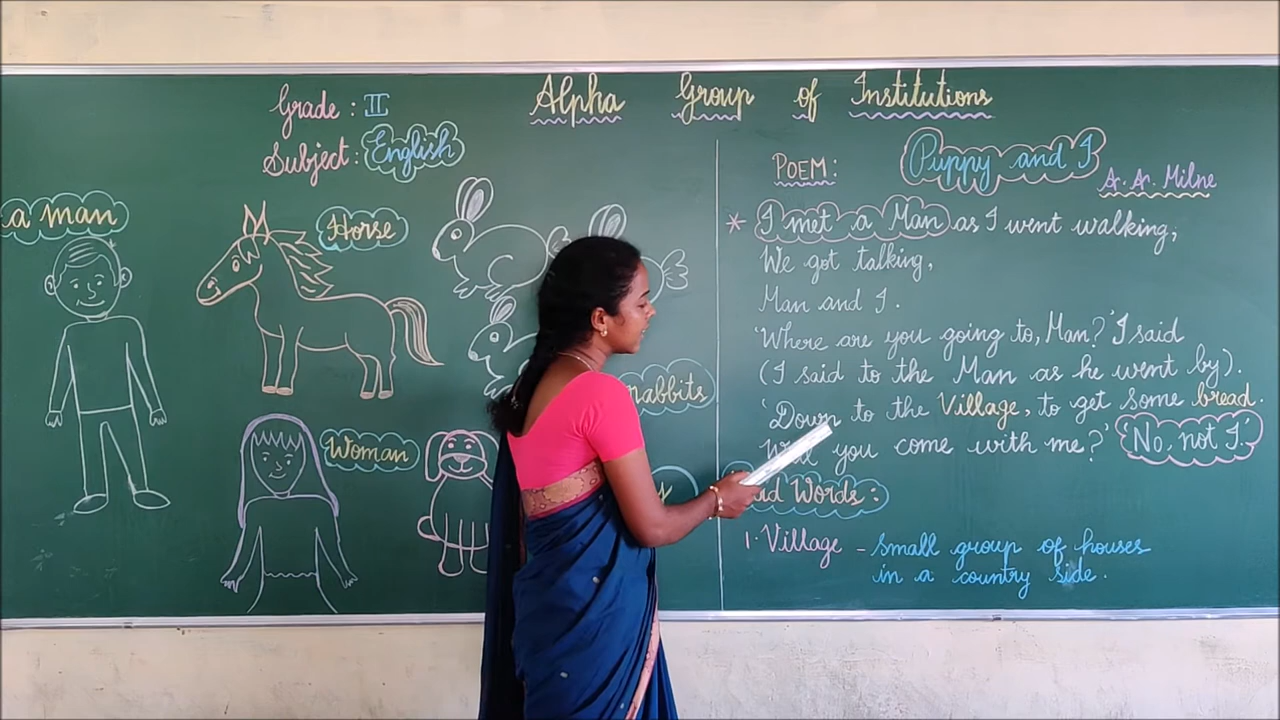 Alpha Group of Institutions
Grade : II
Subject : English
a man
Horse
rabbits
Woman
POEM:
Puppy and I
A. A. Milne
* I met a Man as I went walking,
We got talking,
Man and I.
'Where are you going to, Man?' I said
(I said to the Man as he went by).
'Down to the Village, to get some bread.
you come with me?' 'No, not I.'
Words:
1. Village - small group of houses
in a country side.